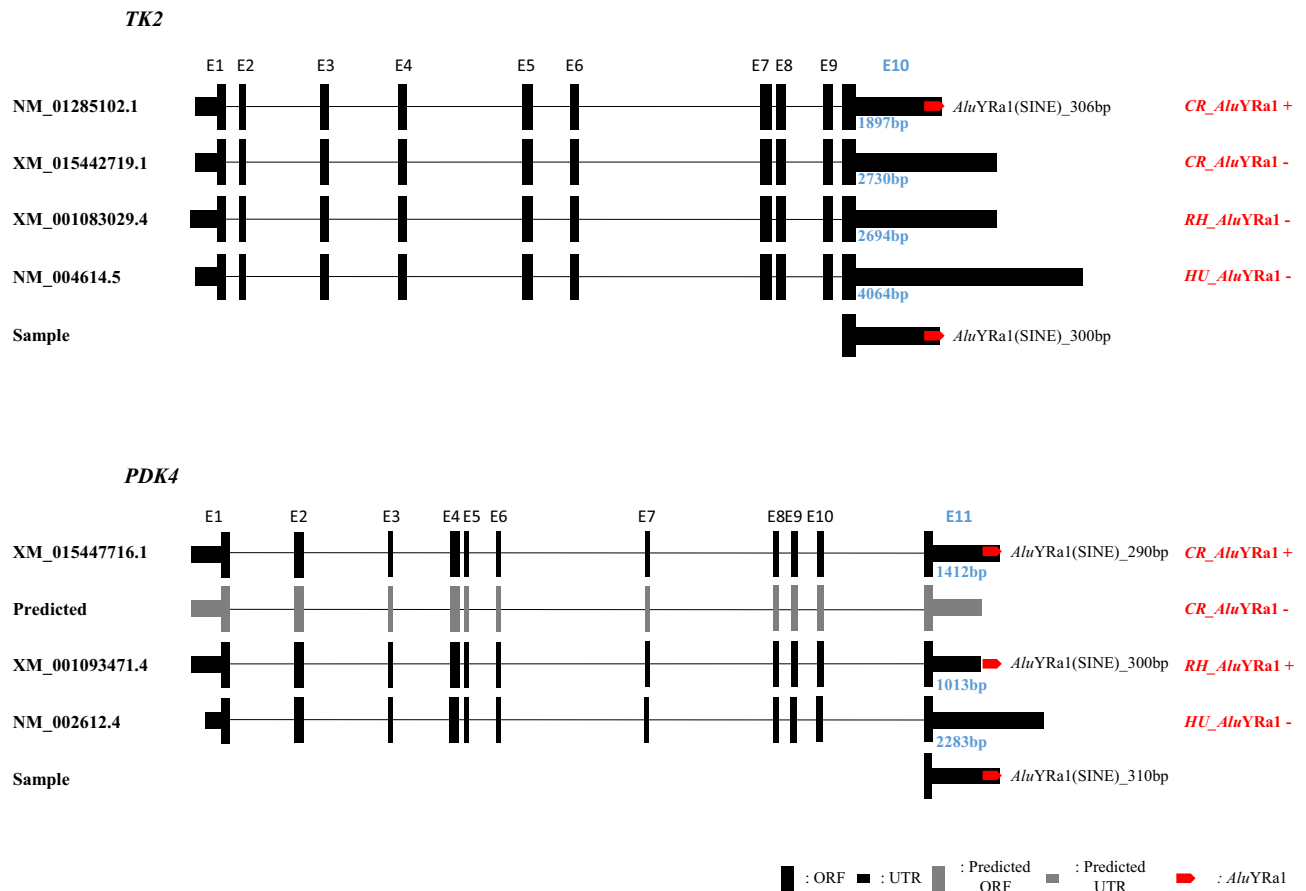 TK2
E1 E2 E3 E4 E5 E6 E7 E8 E9 E10
NM_01285102.1 AluYRa1(SINE)_306bp CR_AluYRa1 +
1897bp
XM_015442719.1 CR_AluYRa1 -
2730bp
XM_001083029.4 RH_AluYRa1 -
2694bp
NM_004614.5 HU_AluYRa1 -
4064bp
Sample AluYRa1(SINE)_300bp
PDK4
E1 E2 E3 E4 E5 E6 E7 E8 E9 E10 E11
XM_015447716.1 AluYRa1(SINE)_290bp CR_AluYRa1 +
1412bp
Predicted CR_AluYRa1 -
XM_001093471.4 AluYRa1(SINE)_300bp RH_AluYRa1 +
1013bp
NM_002612.4 HU_AluYRa1 -
2283bp
Sample AluYRa1(SINE)_310bp
: ORF : UTR : Predicted ORF : Predicted UTR : AluYRa1